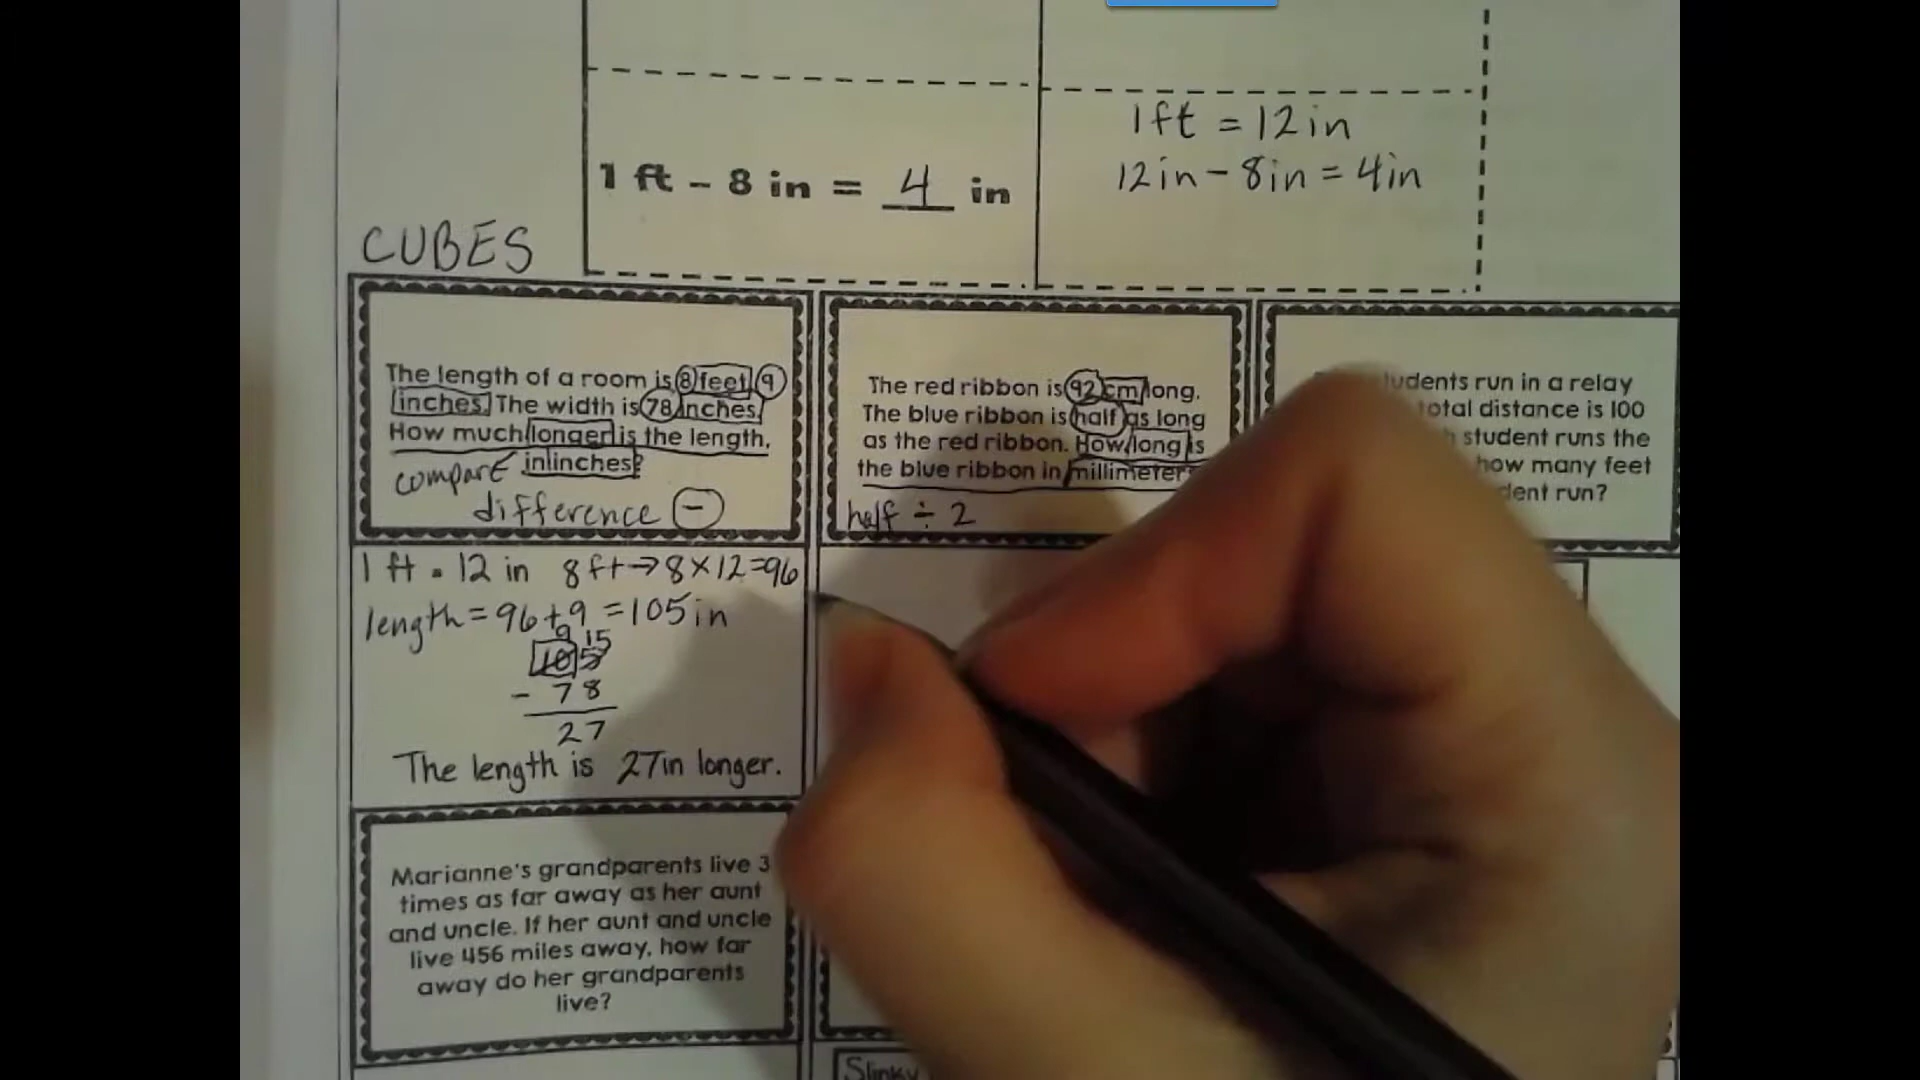 1 ft = 12 in
12 in - 8 in = 4 in
1 ft - 8 in = 4 in
CUBES
The length of a room is 8 feet 9
inches. The width is 78 inches.
How much longer is the length,
in inches?
compare
difference -
The red ribbon is 92 cm long.
The blue ribbon is half as long
as the red ribbon. How long is
the blue ribbon in
half ÷ 2
students run in a relay
total distance is 100
student runs the
how many feet
run?
1 ft = 12 in 8 ft → 8 × 12 = 96
length = 96 + 9 = 105 in
9 15
105
- 78
27
The length is 27in longer.
Marianne's grandparents live 3
times as far away as her aunt
and uncle. If her aunt and uncle
live 456 miles away, how far
away do her grandparents
live?
Slinky